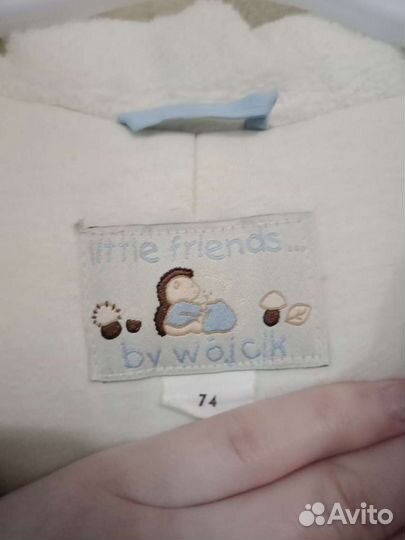 little friends...
by wójcik
74
Avito